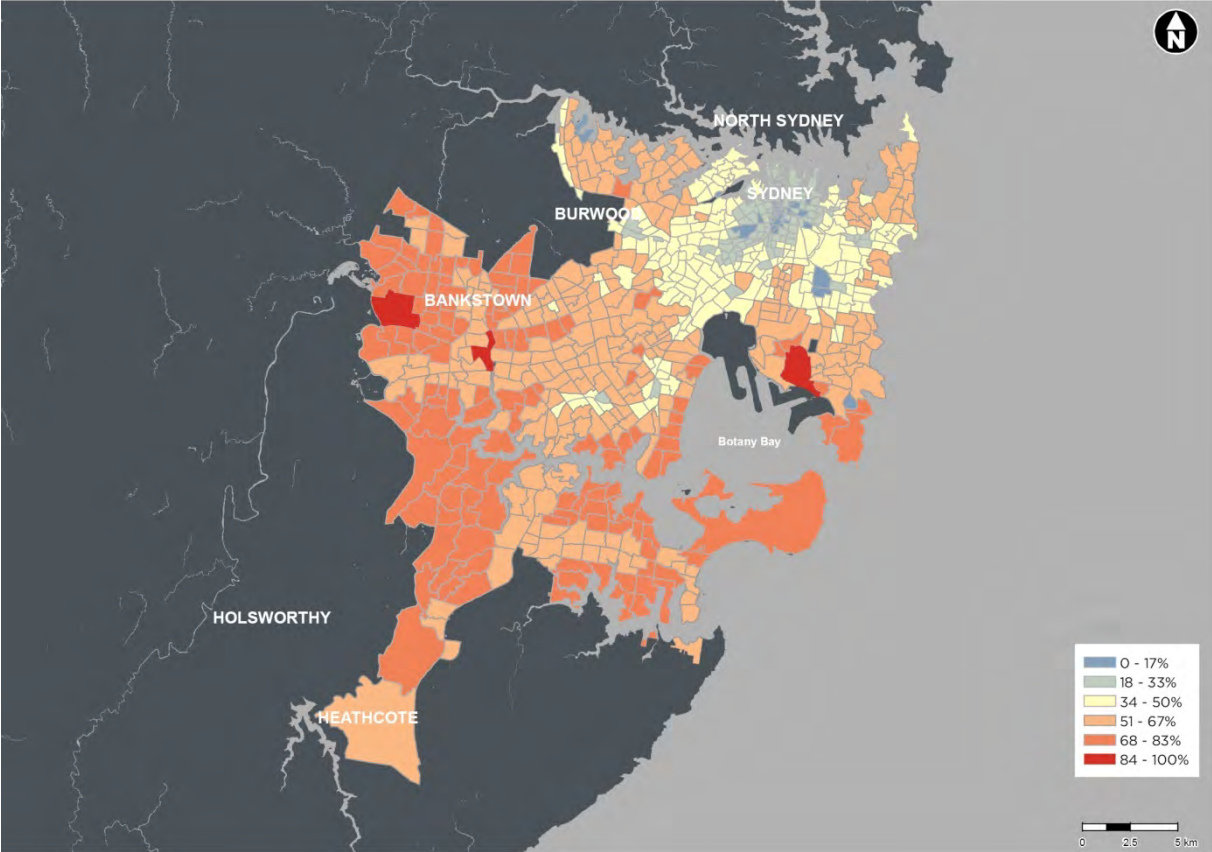 N
NORTH SYDNEY
SYDNEY
BURWOOD
BANKSTOWN
Botany Bay
HOLSWORTHY
HEATHCOTE
0 - 17%
18 - 33%
34 - 50%
51 - 67%
68 - 83%
84 - 100%
0 2.5 5 km